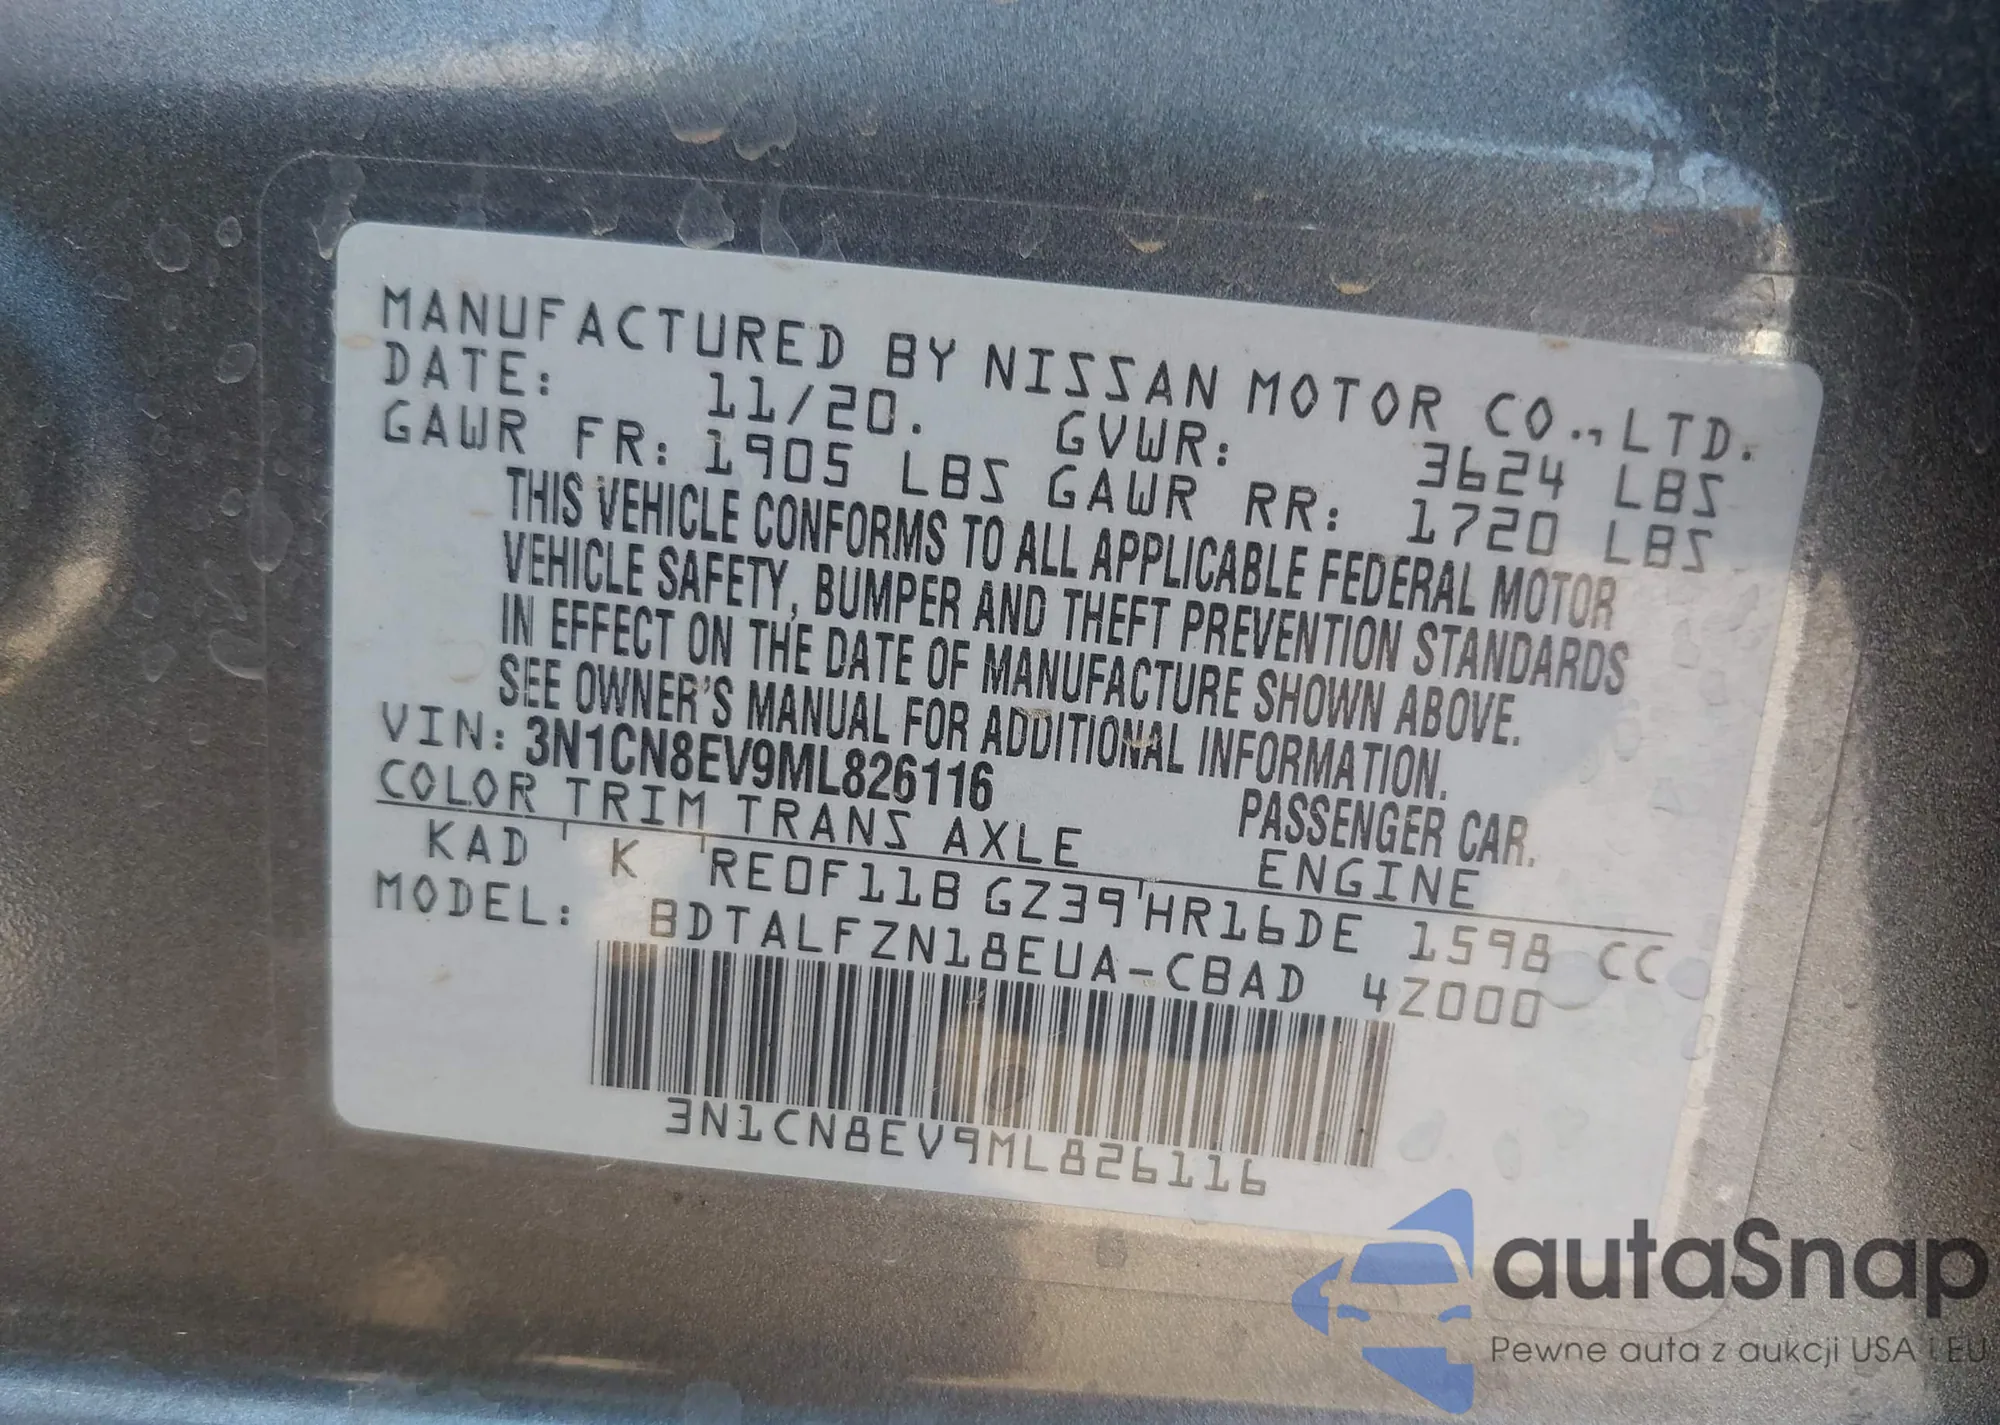 MANUFACTURED BY NISSAN MOTOR CO.,LTD.
DATE: 11/20. GVWR: 3624 LBS
GAWR FR: 1905 LBS GAWR RR: 1720 LBS
THIS VEHICLE CONFORMS TO ALL APPLICABLE FEDERAL MOTOR
VEHICLE SAFETY, BUMPER AND THEFT PREVENTION STANDARDS
IN EFFECT ON THE DATE OF MANUFACTURE SHOWN ABOVE.
SEE OWNER'S MANUAL FOR ADDITIONAL INFORMATION.
VIN: 3N1CN8EV9ML826116 PASSENGER CAR.
COLOR TRIM TRANS AXLE ENGINE
KAD K RE0F11B GZ39 HR16DE 1598 CC
MODEL: BDTALFZN18EUA-CBAD 4Z000
3N1CN8EV9ML826116
autaSnap
Pewne auta z aukcji USA i EU